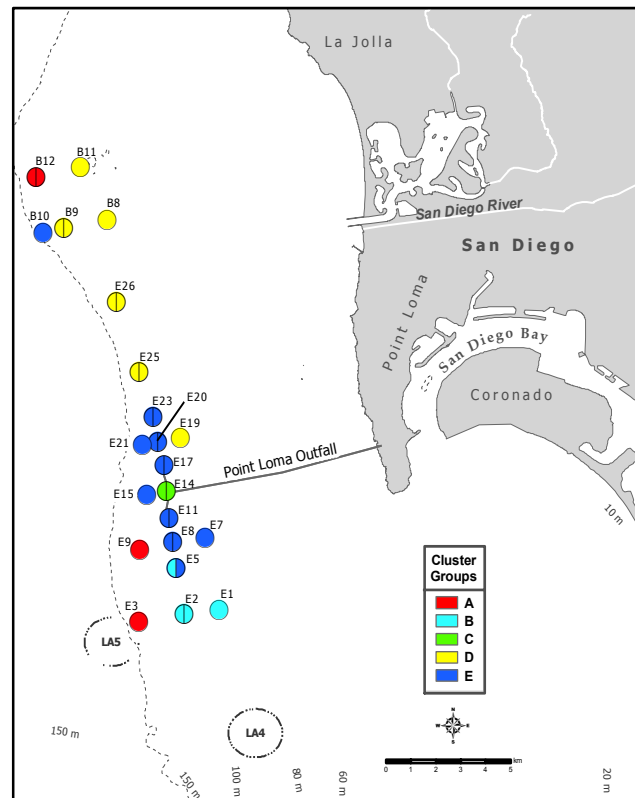 La Jolla
B11
B12
B8
B9
B10
San Diego River
San Diego
E26
Point Loma
San Diego Bay
E25
Coronado
E20
E23
E19
E21
E17
Point Loma Outfall
E14
E15
10 m
E11
E7
E8
E9
E5
Cluster
Groups
A
B
C
D
E
E1
E2
E3
LA5
LA4
N
W
E
S
150 m
150 m
100 m
80 m
60 m
20 m
km
0 1 2 3 4 5